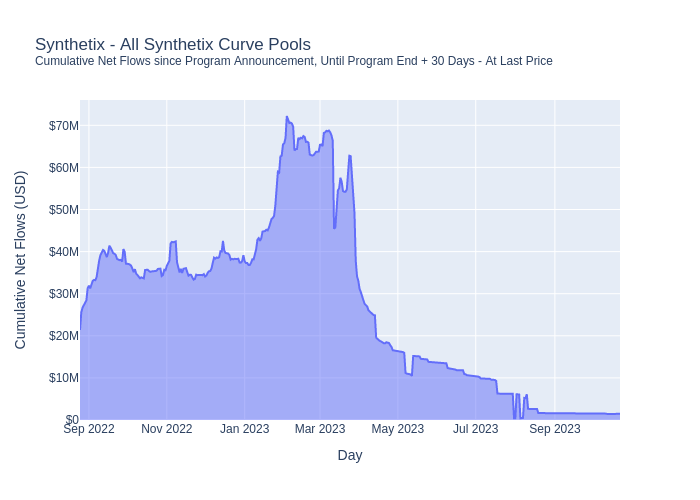 Synthetix - All Synthetix Curve Pools
Cumulative Net Flows since Program Announcement, Until Program End + 30 Days - At Last Price
$70M
$60M
$50M
$40M
$30M
$20M
$10M
$0
Cumulative Net Flows (USD)
Sep 2022 Nov 2022 Jan 2023 Mar 2023 May 2023 Jul 2023 Sep 2023
Day